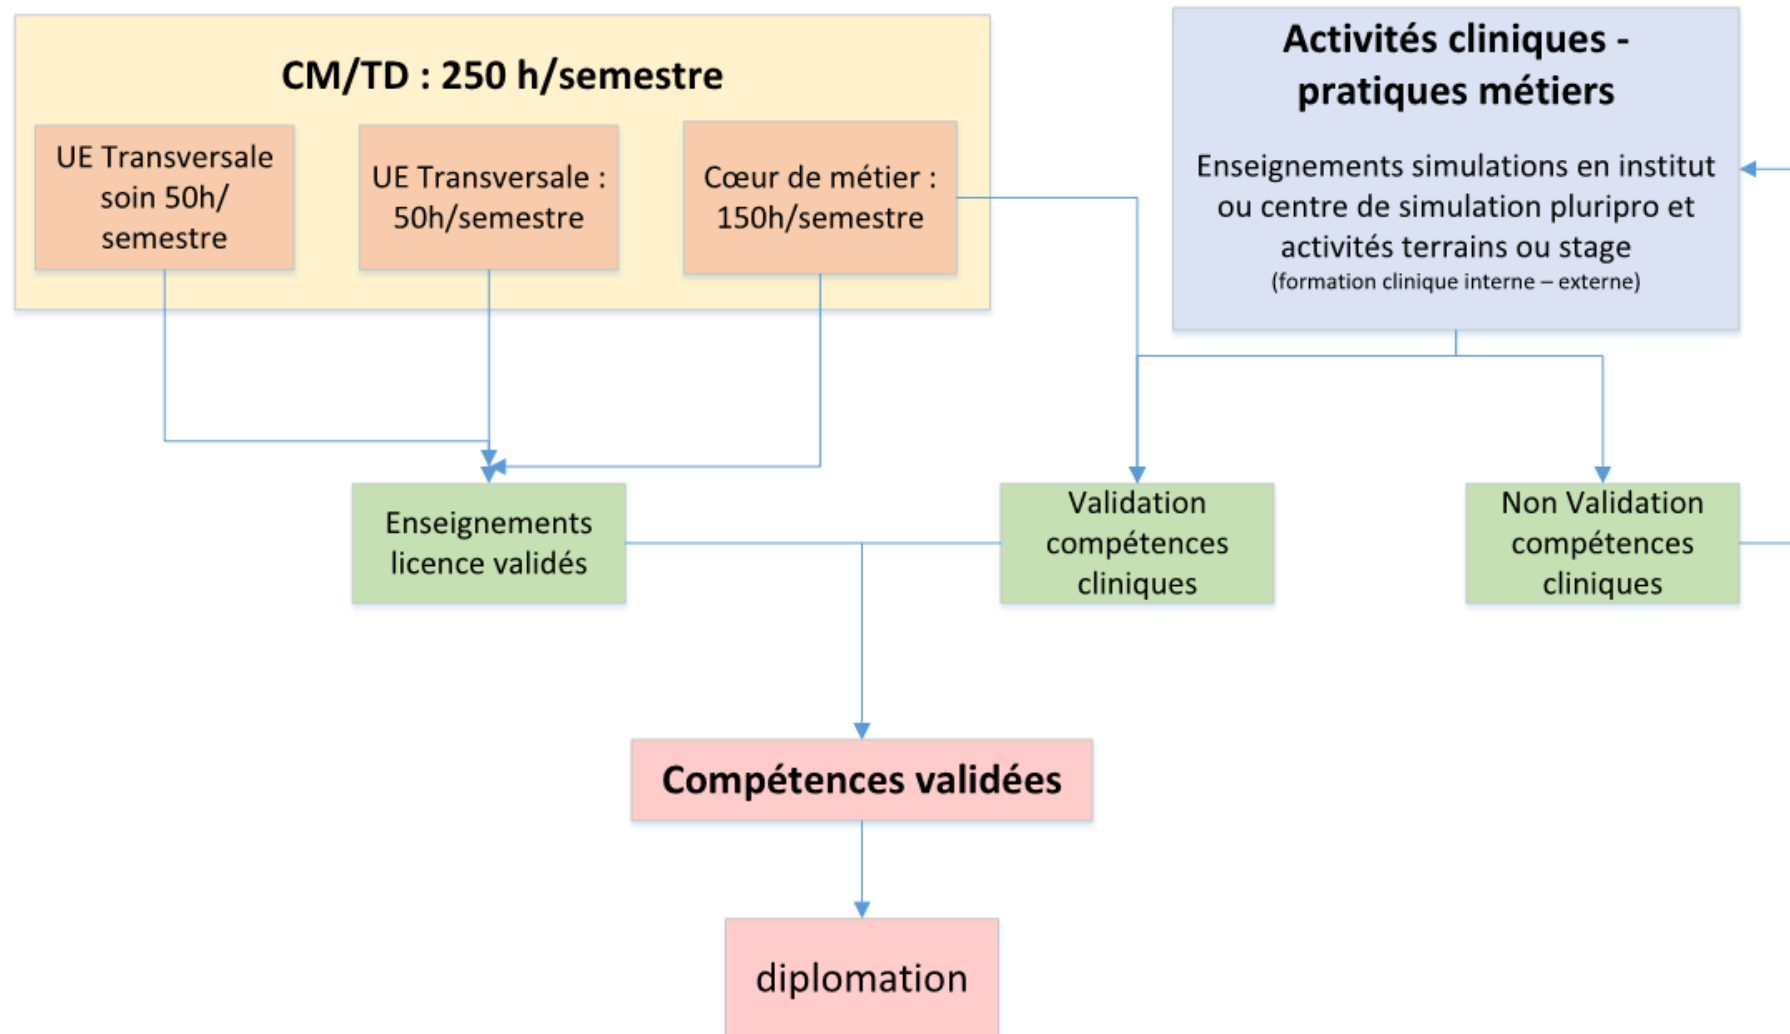 CM/TD : 250 h/semestre
UE Transversale
soin 50h/
semestre
UE Transversale :
50h/semestre
Cœur de métier :
150h/semestre
Activités cliniques -
pratiques métiers
Enseignements simulations en institut
ou centre de simulation pluripro et
activités terrains ou stage
(formation clinique interne – externe)
Enseignements
licence validés
Validation
compétences
cliniques
Non Validation
compétences
cliniques
Compétences validées
diplomation